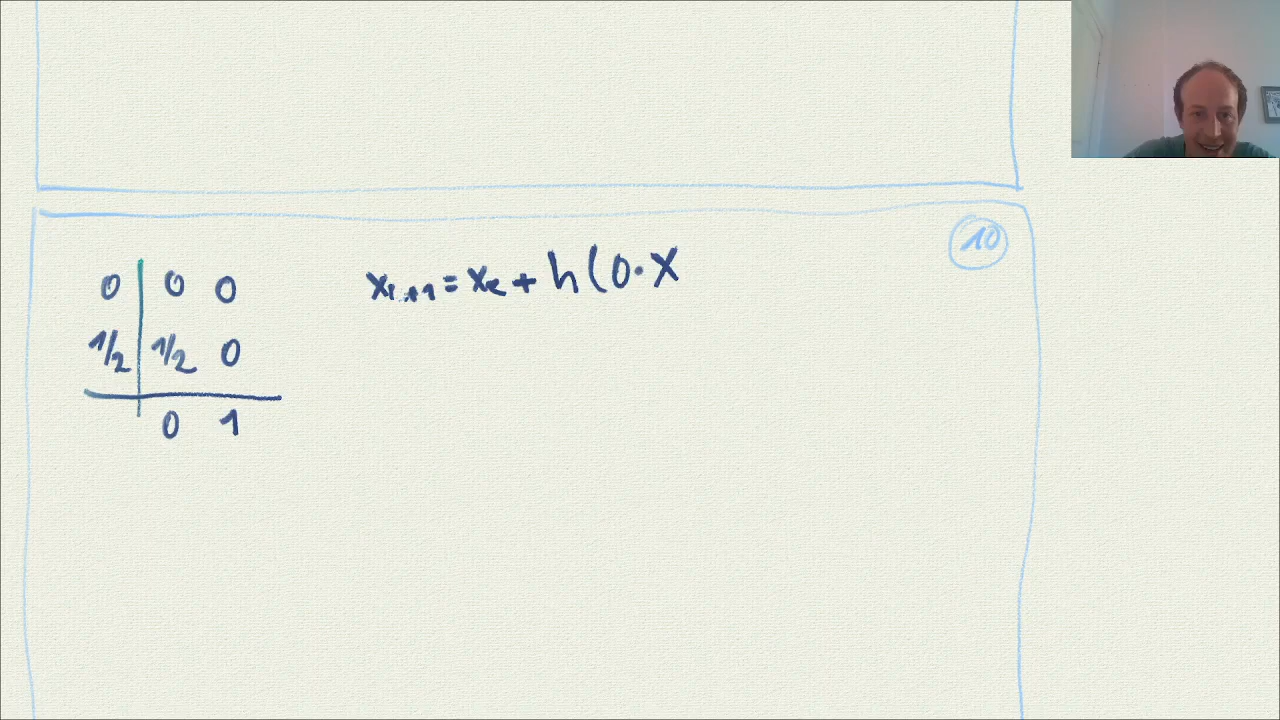 10
0 | 0 0
1/2 | 1/2 0
0 1
x_{k+1} = x_k + h(0·X